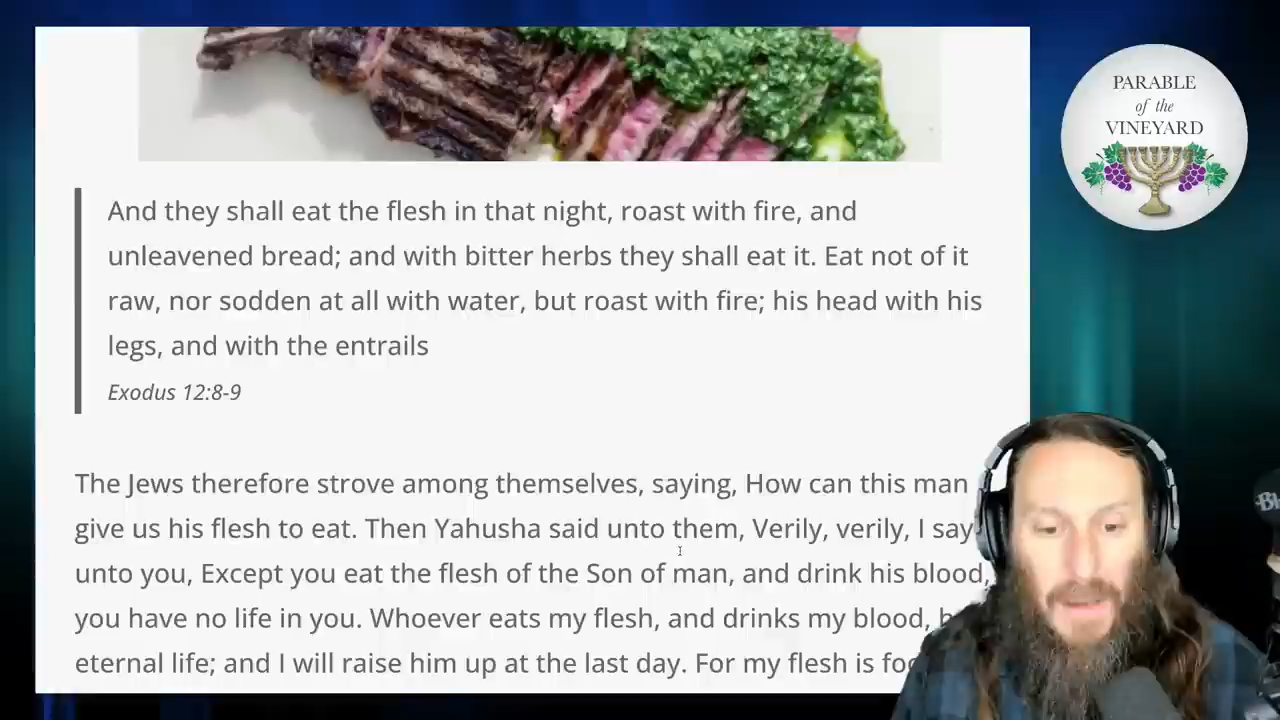 PARABLE
of the
VINEYARD
And they shall eat the flesh in that night, roast with fire, and
unleavened bread; and with bitter herbs they shall eat it. Eat not of it
raw, nor sodden at all with water, but roast with fire; his head with his
legs, and with the entrails
Exodus 12:8-9
The Jews therefore strove among themselves, saying, How can this man
give us his flesh to eat. Then Yahusha said unto them, Verily, verily, I say
unto you, Except you eat the flesh of the Son of man, and drink his blood,
you have no life in you. Whoever eats my flesh, and drinks my blood,
eternal life; and I will raise him up at the last day. For my flesh is